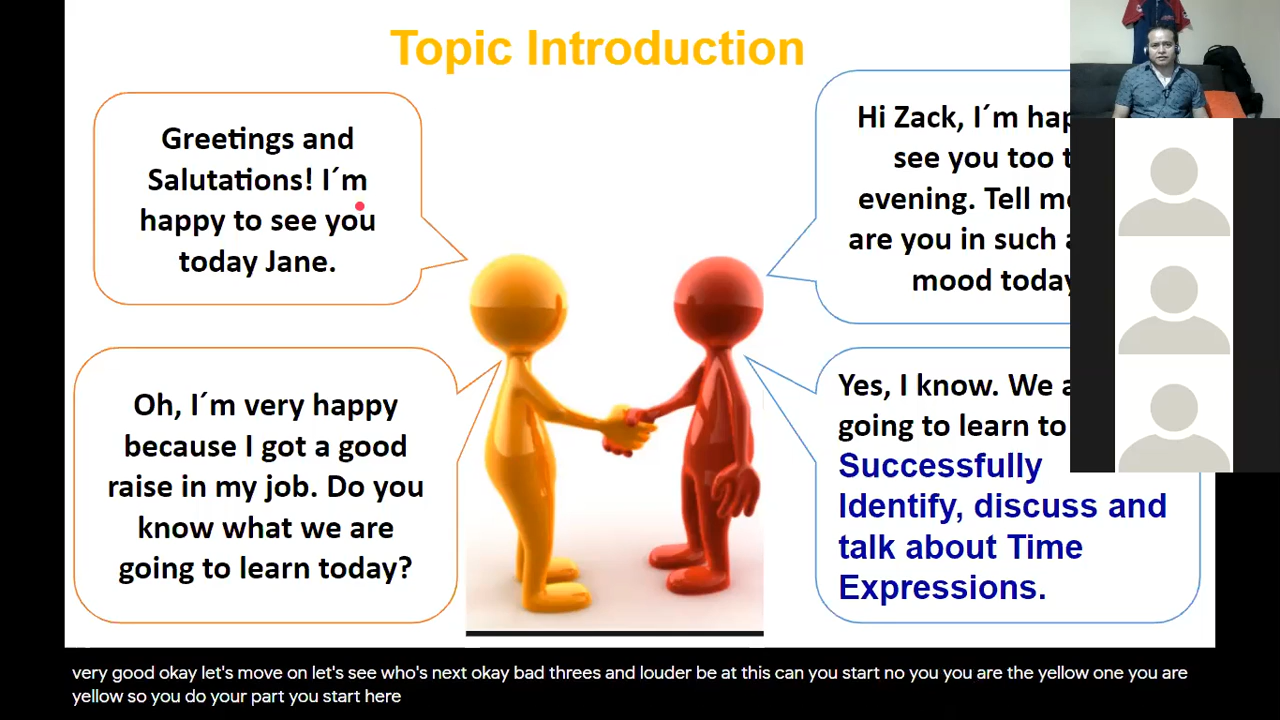 Topic Introduction
Greetings and
Salutations! I´m
happy to see you
today Jane.
Hi Zack, I´m
see you too
evening. Tell
are you in such
mood
Oh, I´m very happy
because I got a good
raise in my job. Do you
know what we are
going to learn today?
Yes, I know. We
going to learn to
Successfully
Identify, discuss and
talk about Time
Expressions.
very good okay let's move on let's see who's next okay bad threes and louder be at this can you start no you you are the yellow one you are
yellow so you do your part you start here